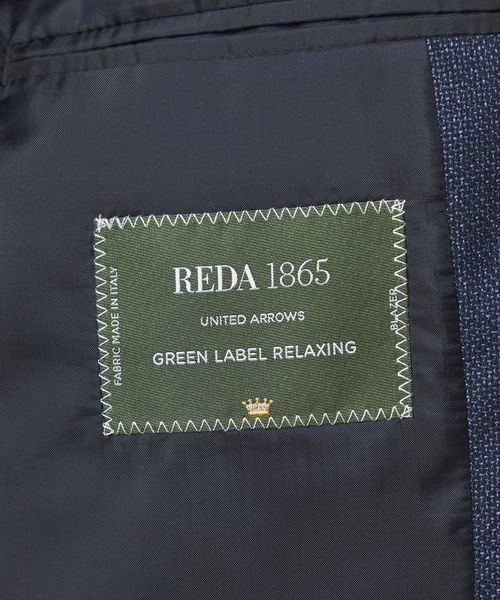 REDA 1865
UNITED ARROWS
GREEN LABEL RELAXING
FABRIC MADE IN ITALY
BLAZER